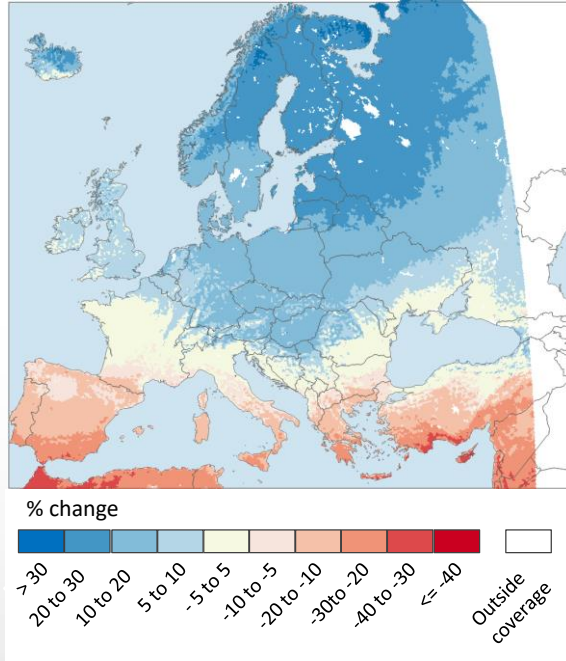 % change
> 30
20 to 30
10 to 20
5 to 10
- 5 to 5
-10 to -5
-20 to -10
-30to -20
-40 to -30
<= -40
Outside
coverage